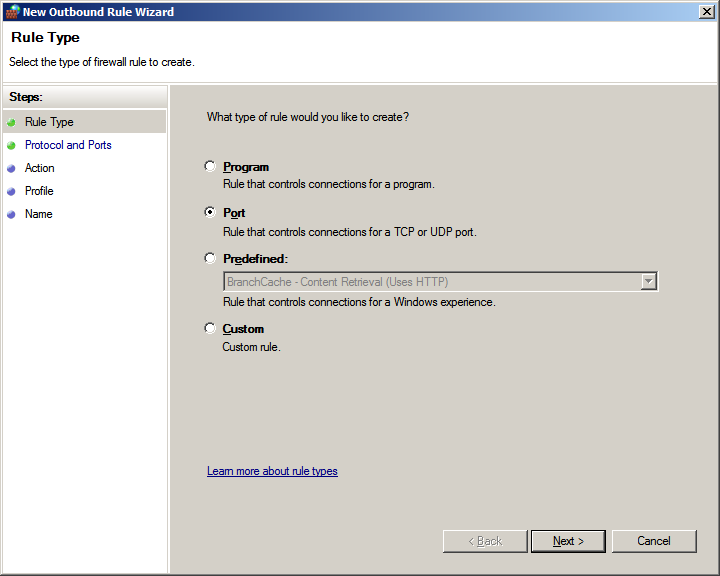 New Outbound Rule Wizard
Rule Type
Select the type of firewall rule to create.
Steps:
Rule Type
Protocol and Ports
Action
Profile
Name
What type of rule would you like to create?
Program
Rule that controls connections for a program.
Port
Rule that controls connections for a TCP or UDP port.
Predefined:
BranchCache - Content Retrieval (Uses HTTP)
Rule that controls connections for a Windows experience.
Custom
Custom rule.
Learn more about rule types
< Back
Next >
Cancel